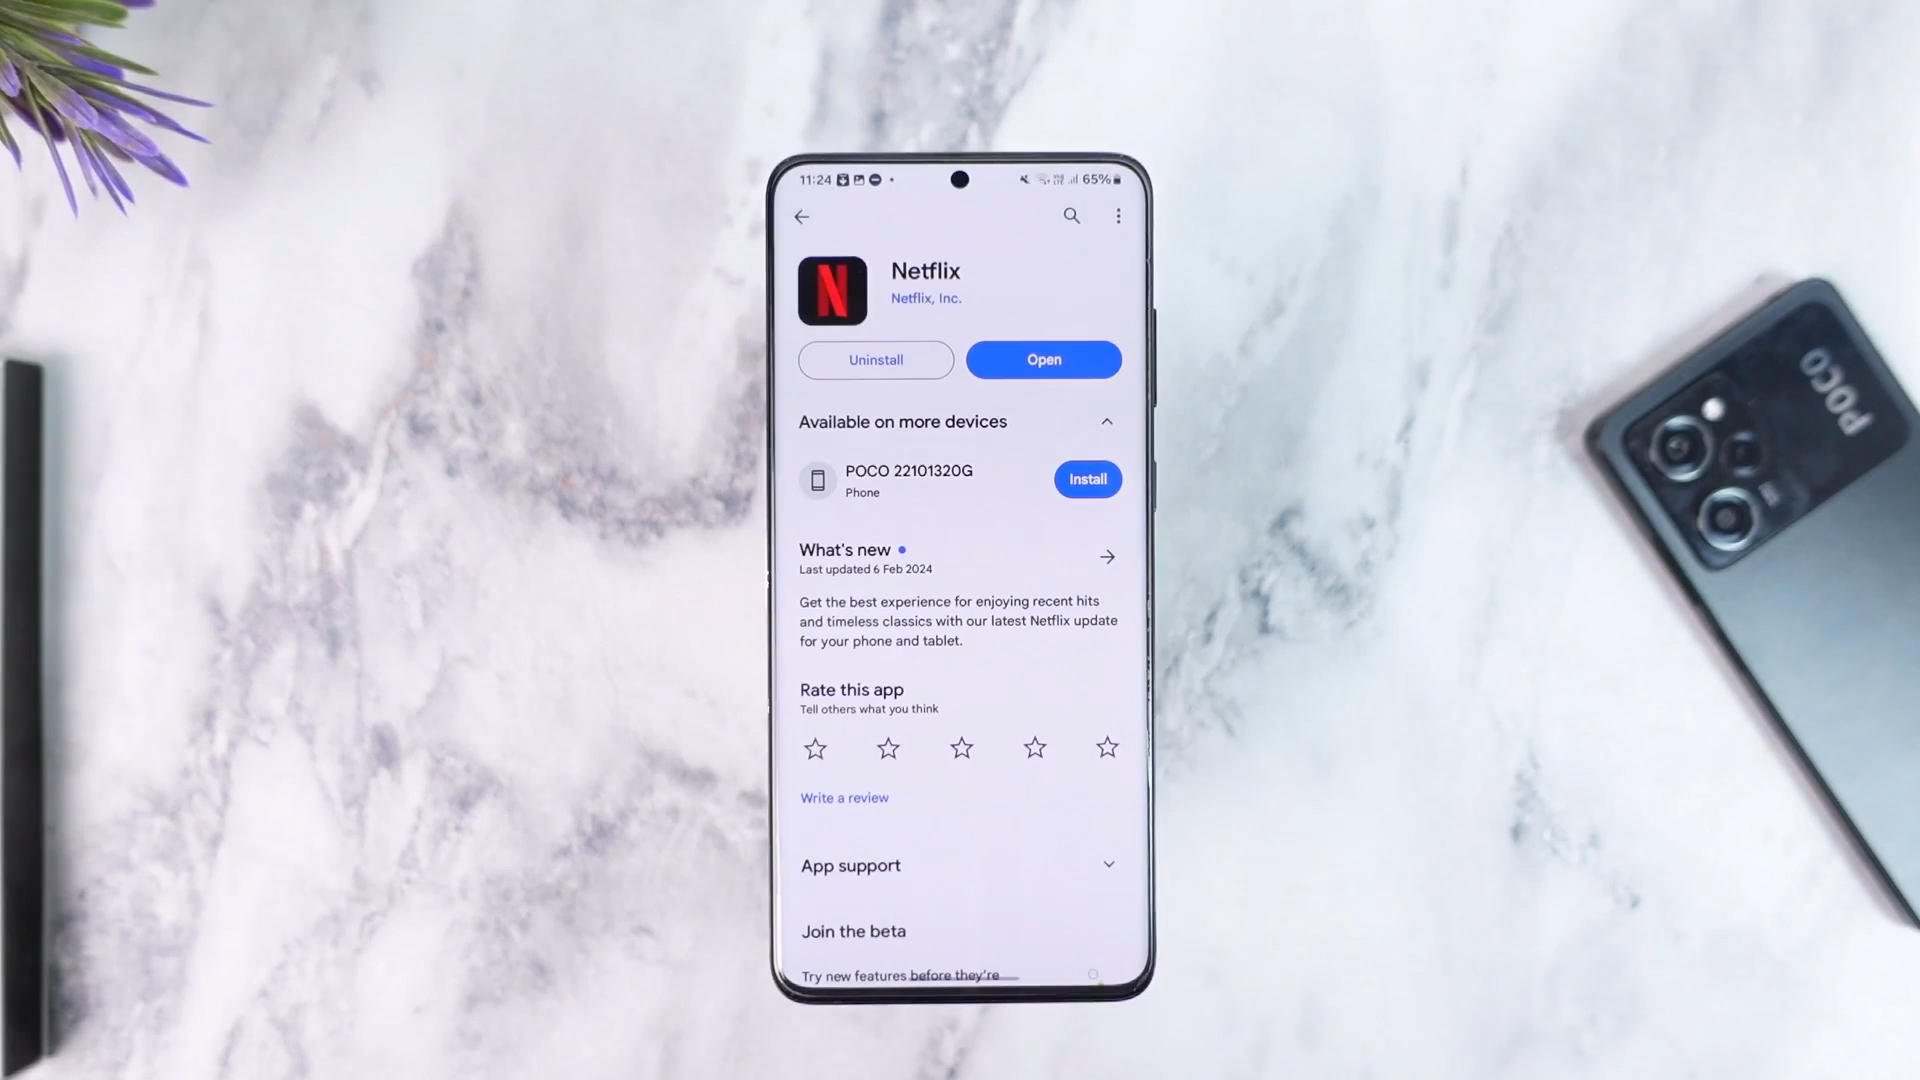 11:24
65%
Netflix
Netflix, Inc.
Uninstall
Open
Available on more devices
POCO 22101320G
Phone
Install
What's new
Last updated 6 Feb 2024
Get the best experience for enjoying recent hits
and timeless classics with our latest Netflix update
for your phone and tablet.
Rate this app
Tell others what you think
Write a review
App support
Join the beta
Try new features before they're
POCO